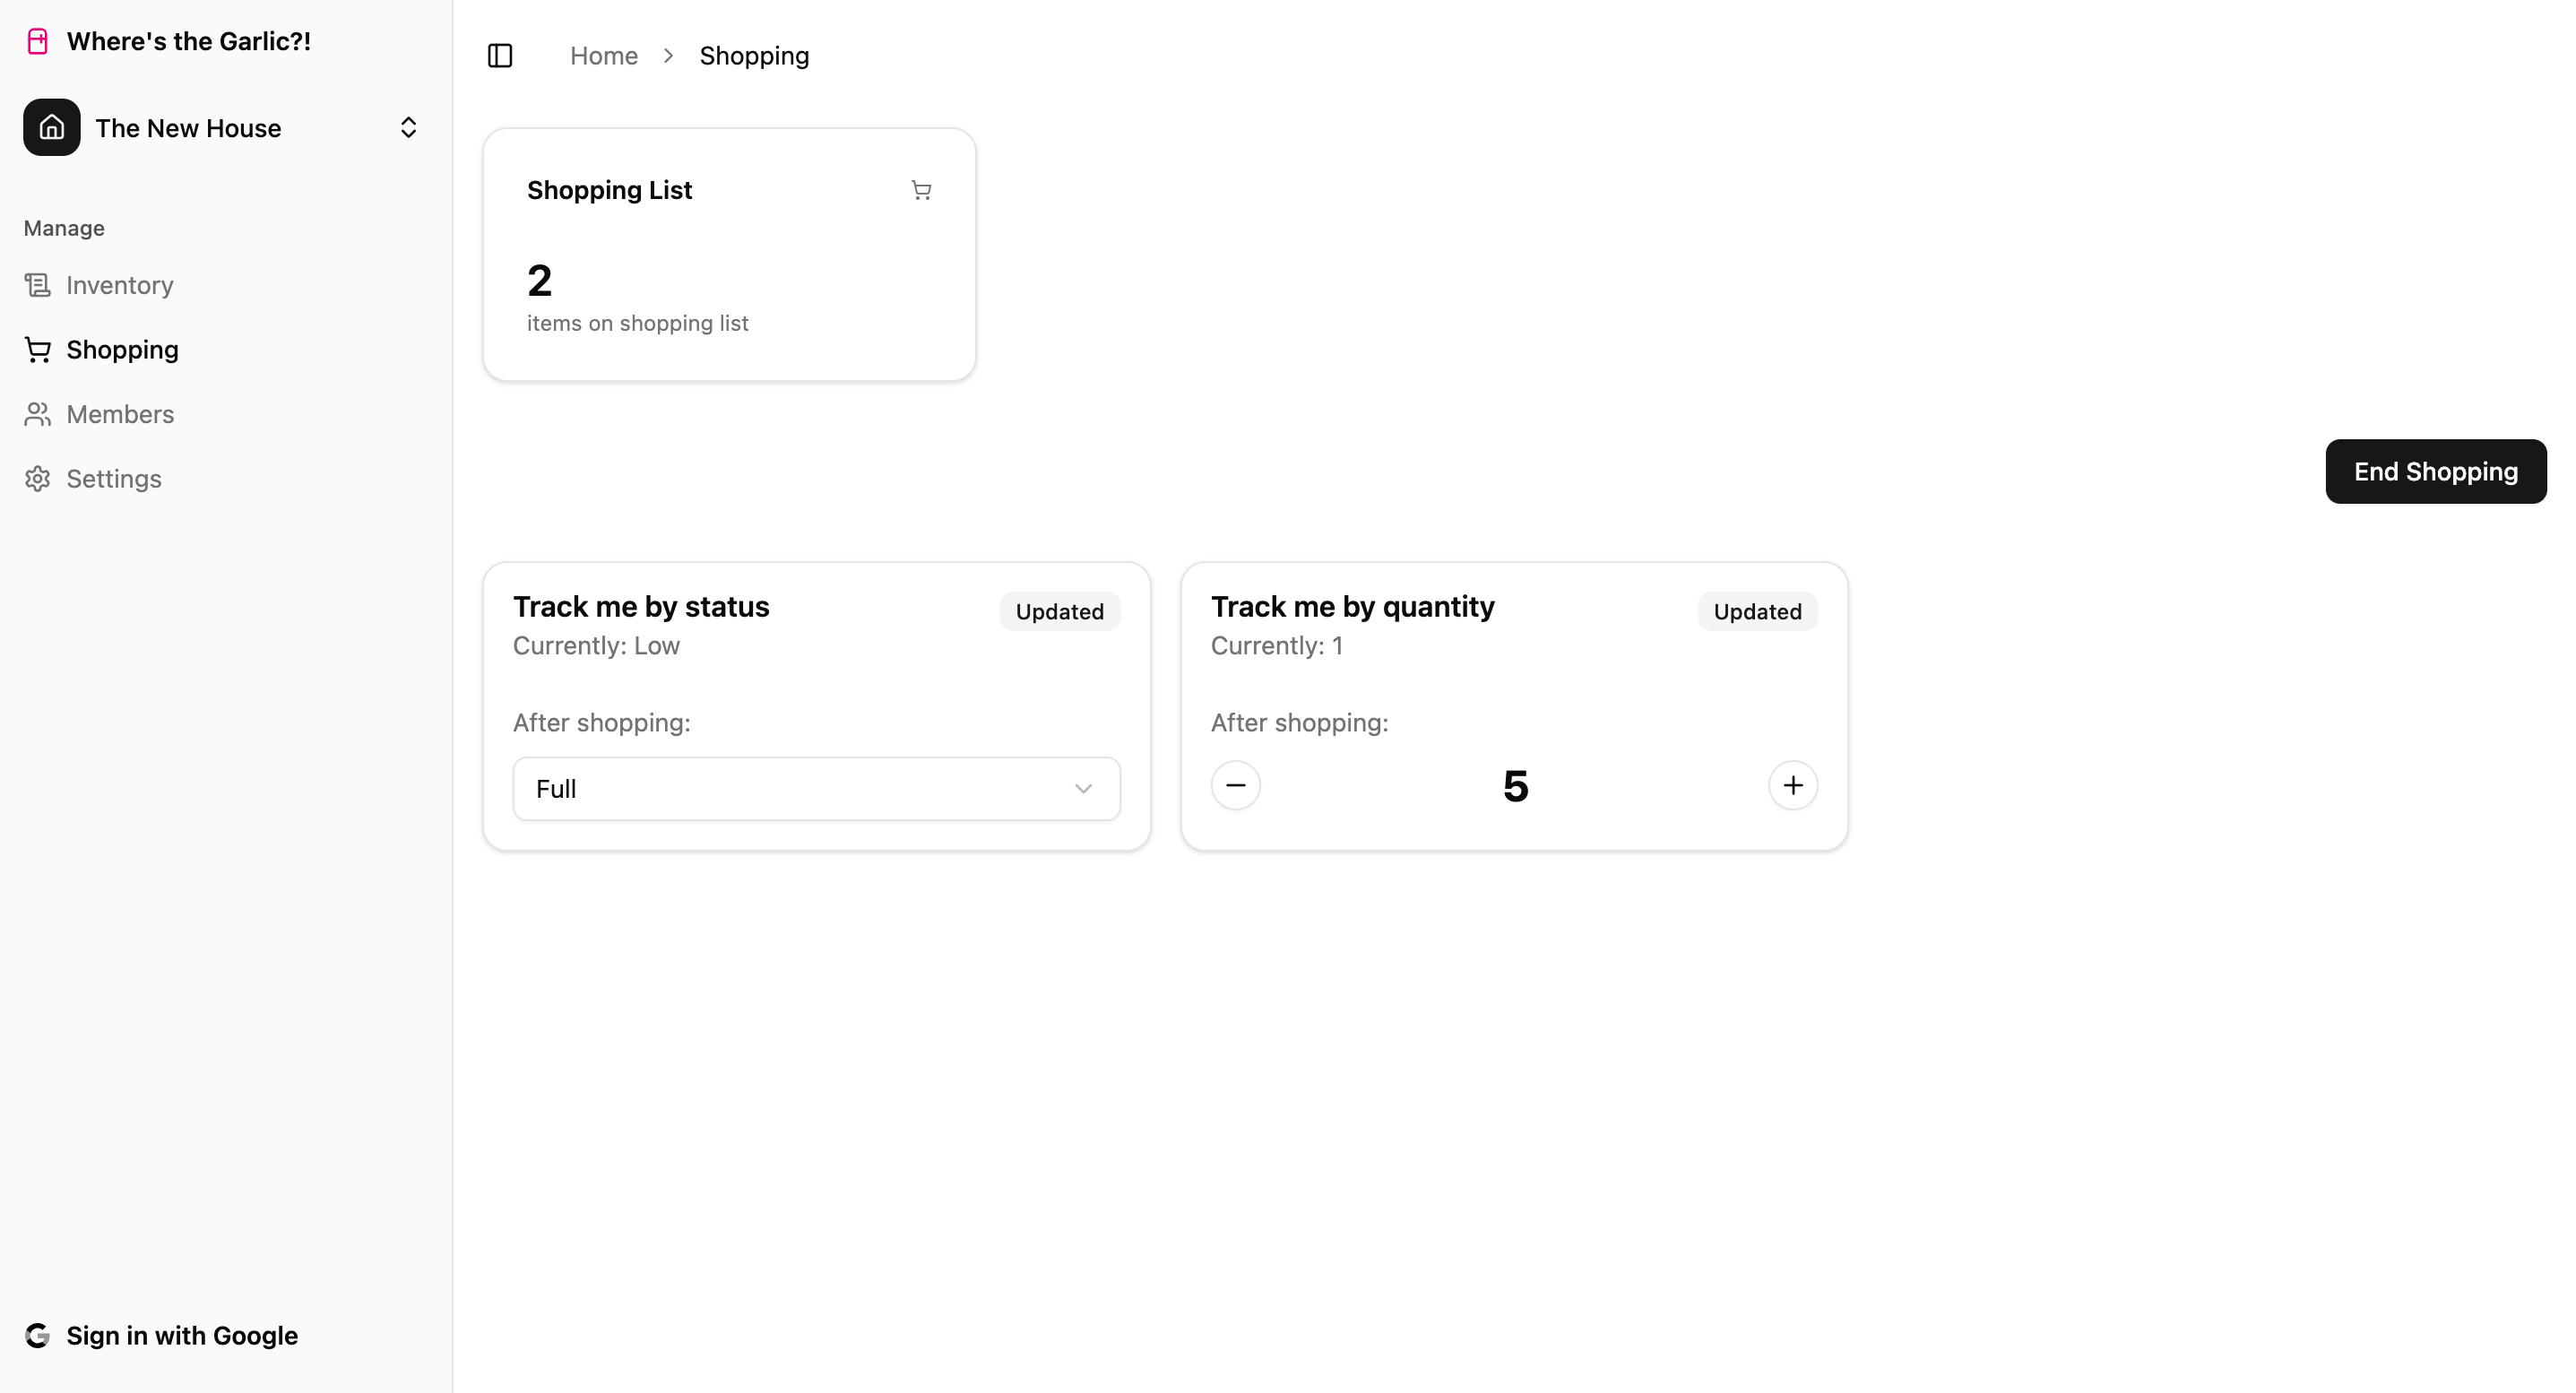 Where's the Garlic?!
The New House
Manage
Inventory
Shopping
Members
Settings
Sign in with Google
Home > Shopping
Shopping List
2
items on shopping list
End Shopping
Track me by status
Updated
Currently: Low
After shopping:
Full
Track me by quantity
Updated
Currently: 1
After shopping:
5